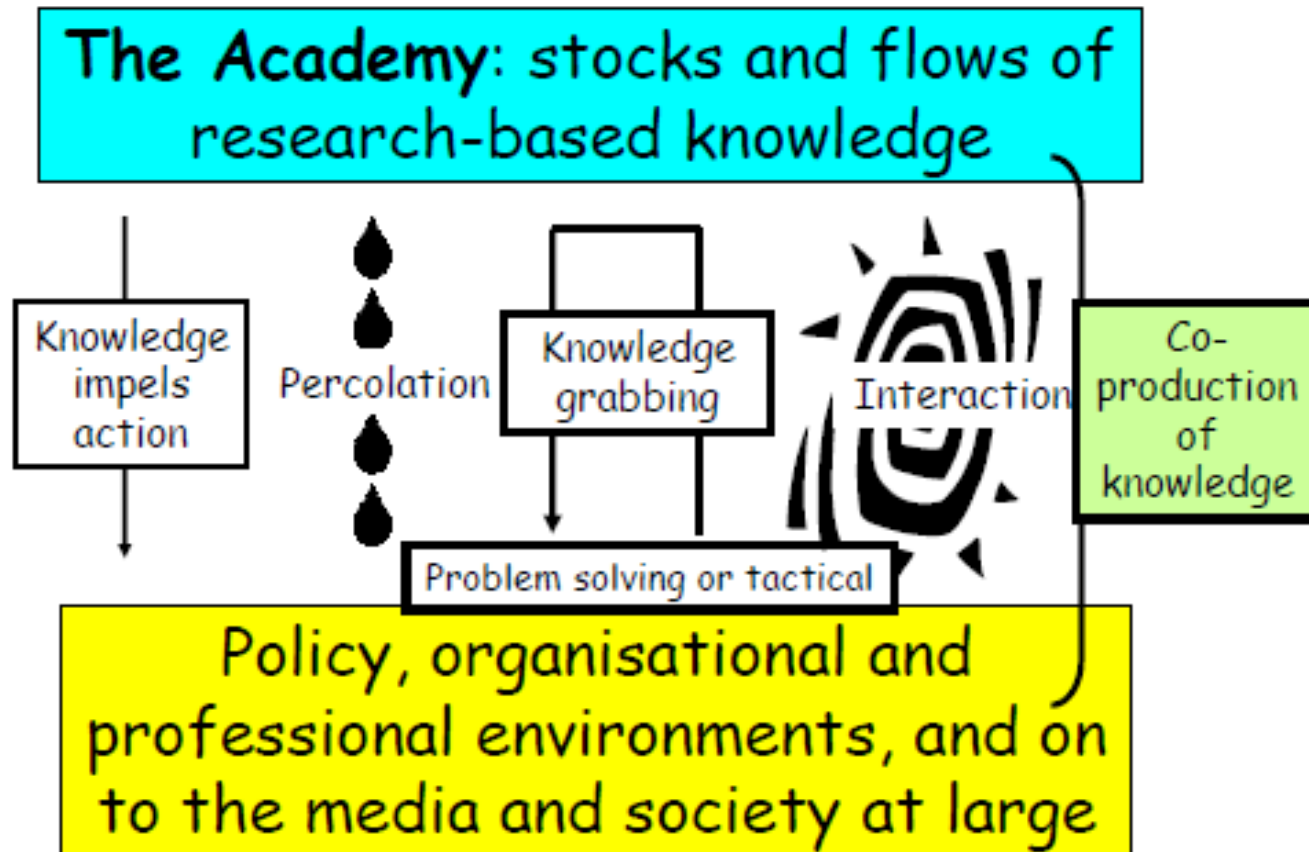 The Academy: stocks and flows of
research-based knowledge
Knowledge
impels
action
Percolation
Knowledge
grabbing
Interaction
Co-
production
of
knowledge
Problem solving or tactical
Policy, organisational and
professional environments, and on
to the media and society at large